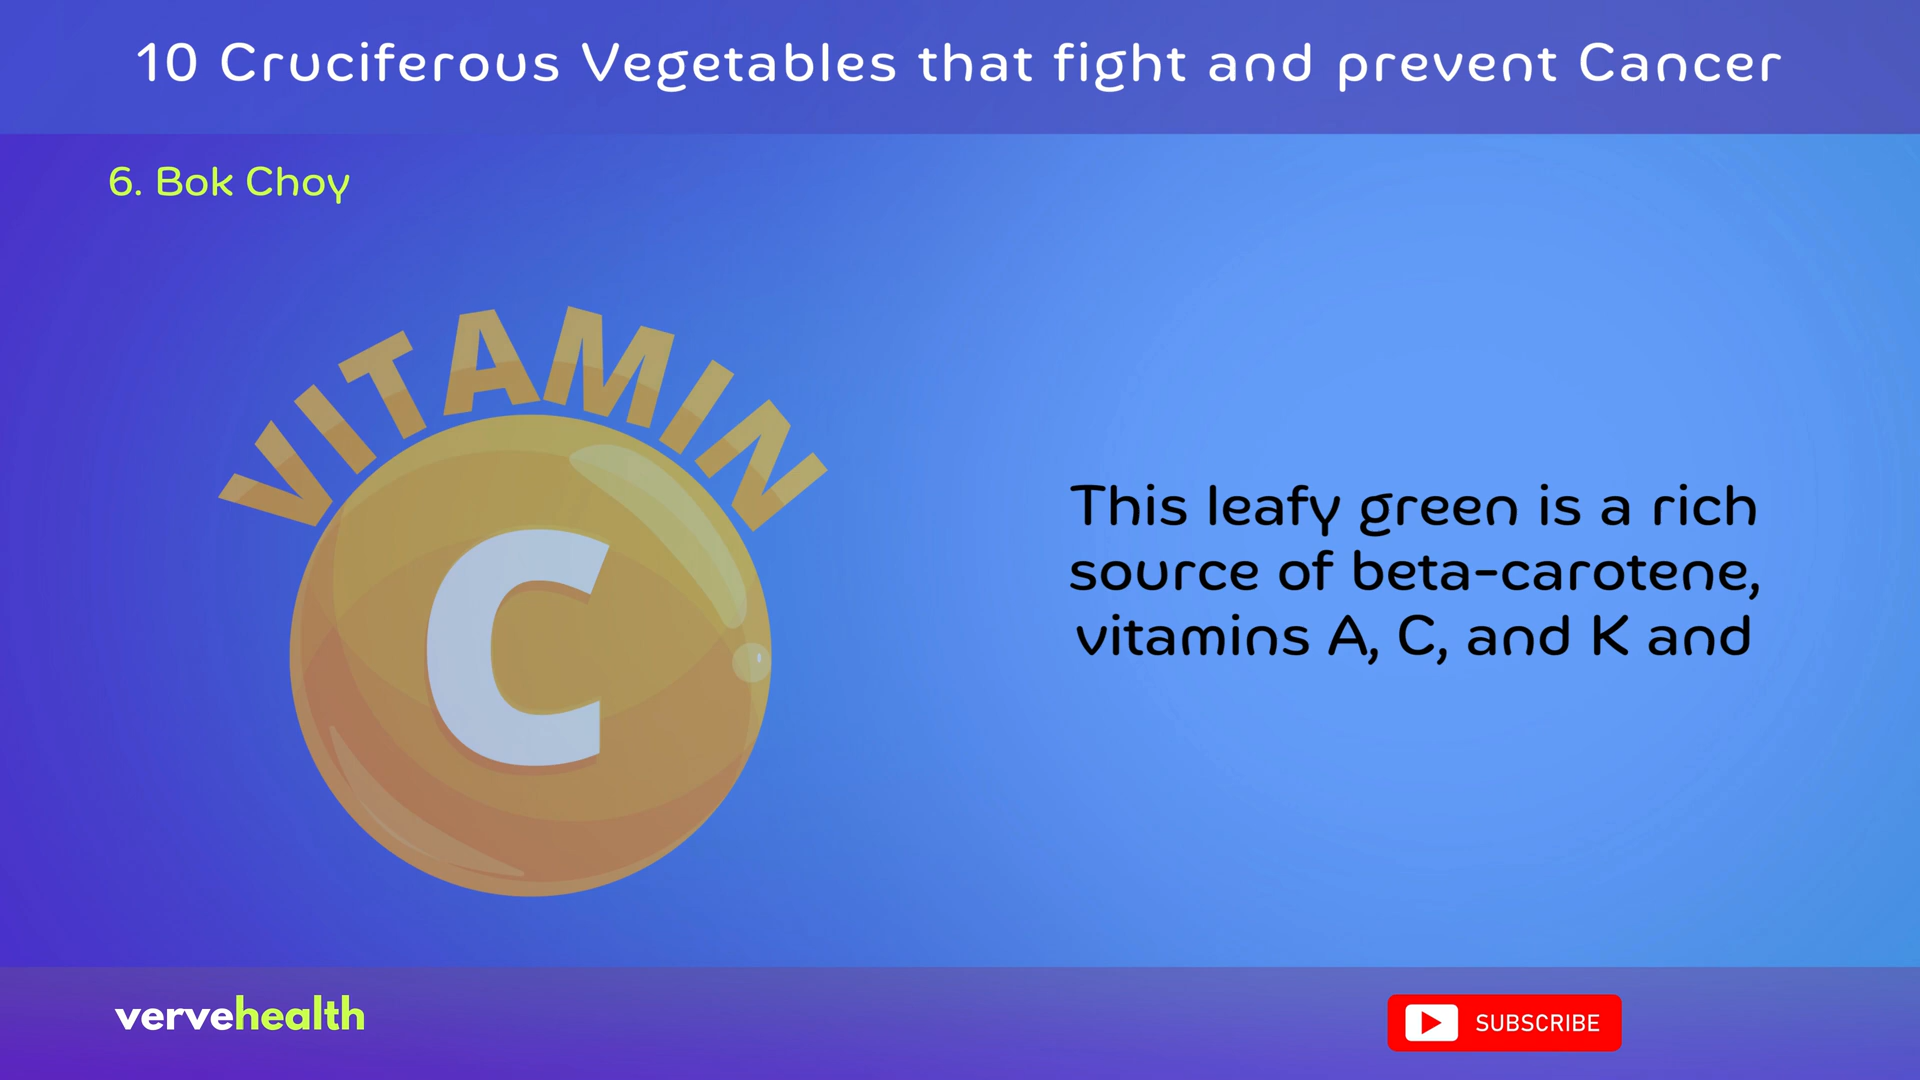 10 Cruciferous Vegetables that fight and prevent Cancer
6. Bok Choy
VITAMIN
C
This leafy green is a rich
source of beta-carotene,
vitamins A, C, and K and
vervehealth
SUBSCRIBE